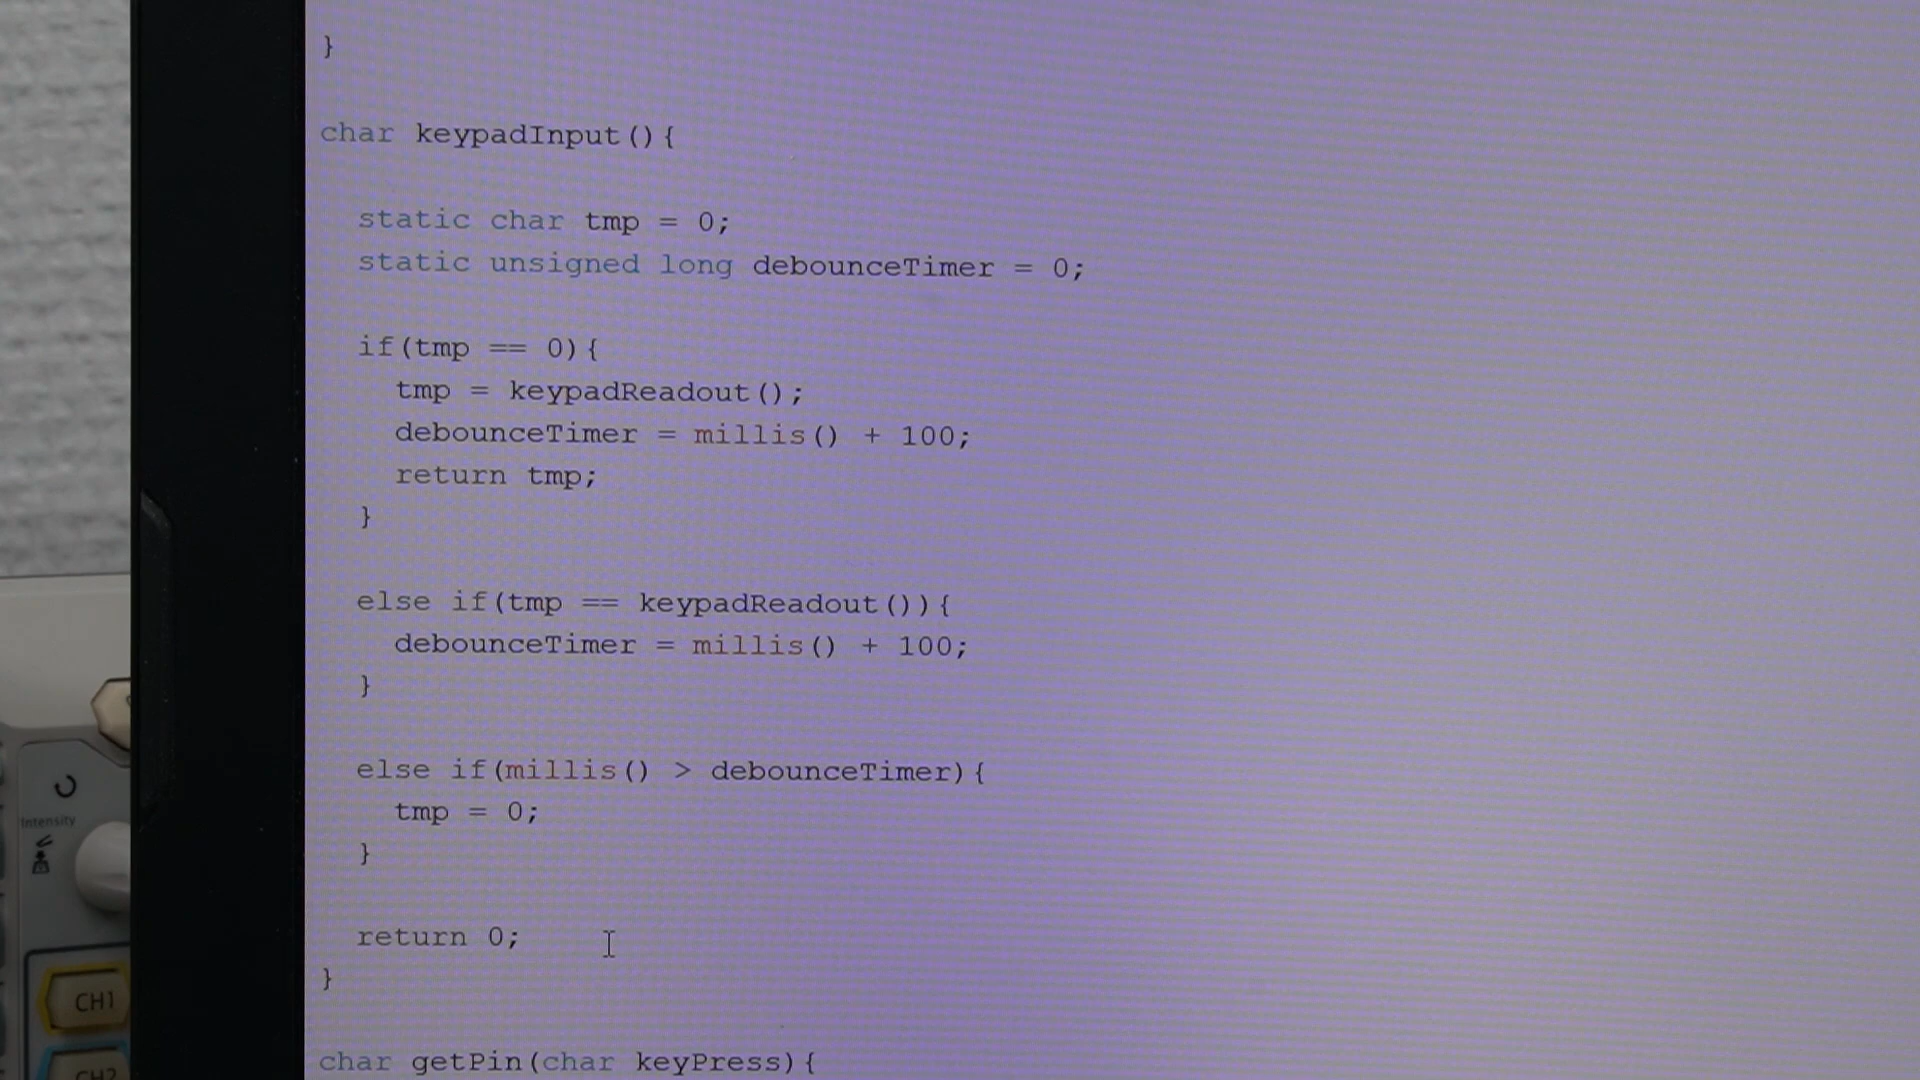 }
char keypadInput(){
static char tmp = 0;
static unsigned long debounceTimer = 0;
if(tmp == 0){
tmp = keypadReadout();
debounceTimer = millis() + 100;
return tmp;
}
else if(tmp == keypadReadout()){
debounceTimer = millis() + 100;
}
else if(millis() > debounceTimer){
tmp = 0;
}
return 0;
}
char getPin(char keyPress){
Intensity
CH1
CH2